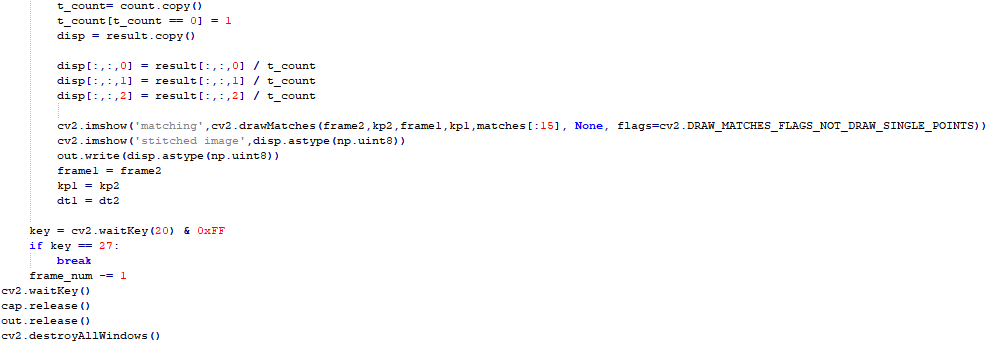 t_count= count.copy()
t_count[t_count == 0] = 1
disp = result.copy()
disp[:,:,0] = result[:,:,0] / t_count
disp[:,:,1] = result[:,:,1] / t_count
disp[:,:,2] = result[:,:,2] / t_count
cv2.imshow('matching',cv2.drawMatches(frame2,kp2,frame1,kp1,matches[:15], None, flags=cv2.DRAW_MATCHES_FLAGS_NOT_DRAW_SINGLE_POINTS))
cv2.imshow('stitched image',disp.astype(np.uint8))
out.write(disp.astype(np.uint8))
frame1 = frame2
kp1 = kp2
dt1 = dt2
key = cv2.waitKey(20) & 0xFF
if key == 27:
break
frame_num -= 1
cv2.waitKey()
cap.release()
out.release()
cv2.destroyAllWindows()